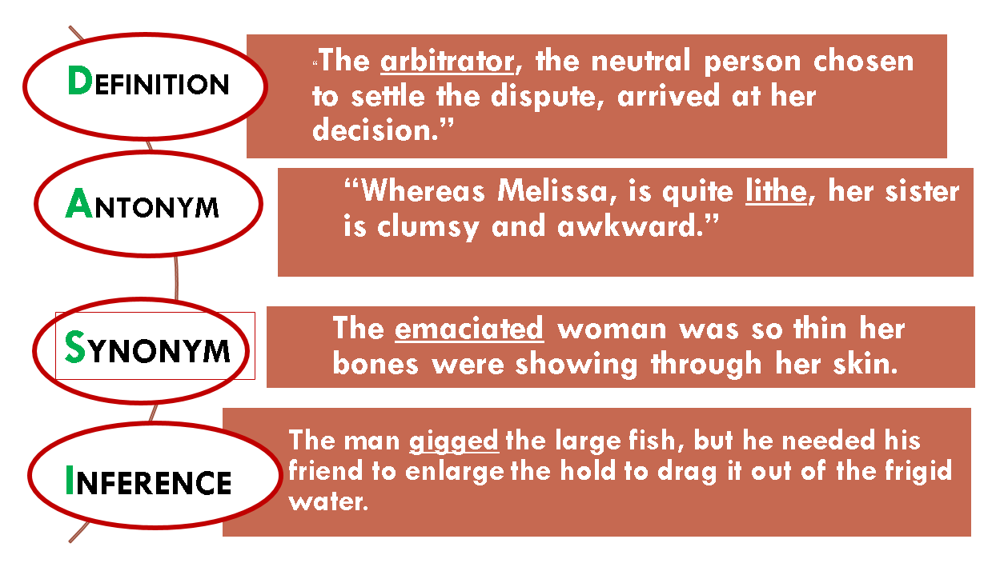 DEFINITION
“The arbitrator, the neutral person chosen
to settle the dispute, arrived at her
decision.”
ANTONYM
“Whereas Melissa, is quite lithe, her sister
is clumsy and awkward.”
SYNONYM
The emaciated woman was so thin her
bones were showing through her skin.
INFERENCE
The man gigged the large fish, but he needed his
friend to enlarge the hold to drag it out of the frigid
water.